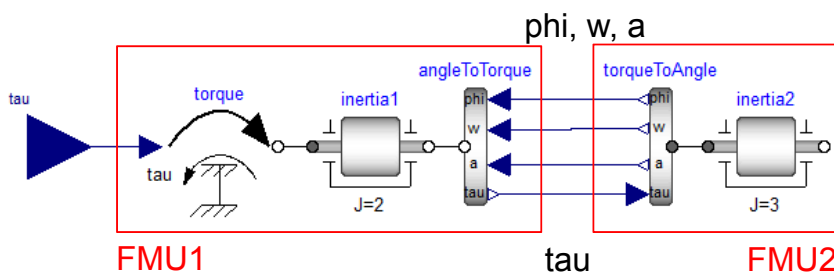 phi, w, a
angleToTorque
torqueToAngle
tau
torque
inertia1
inertia2
phi
phi
w
w
tau
a
a
tau
tau
J=2
J=3
FMU1
tau
FMU2